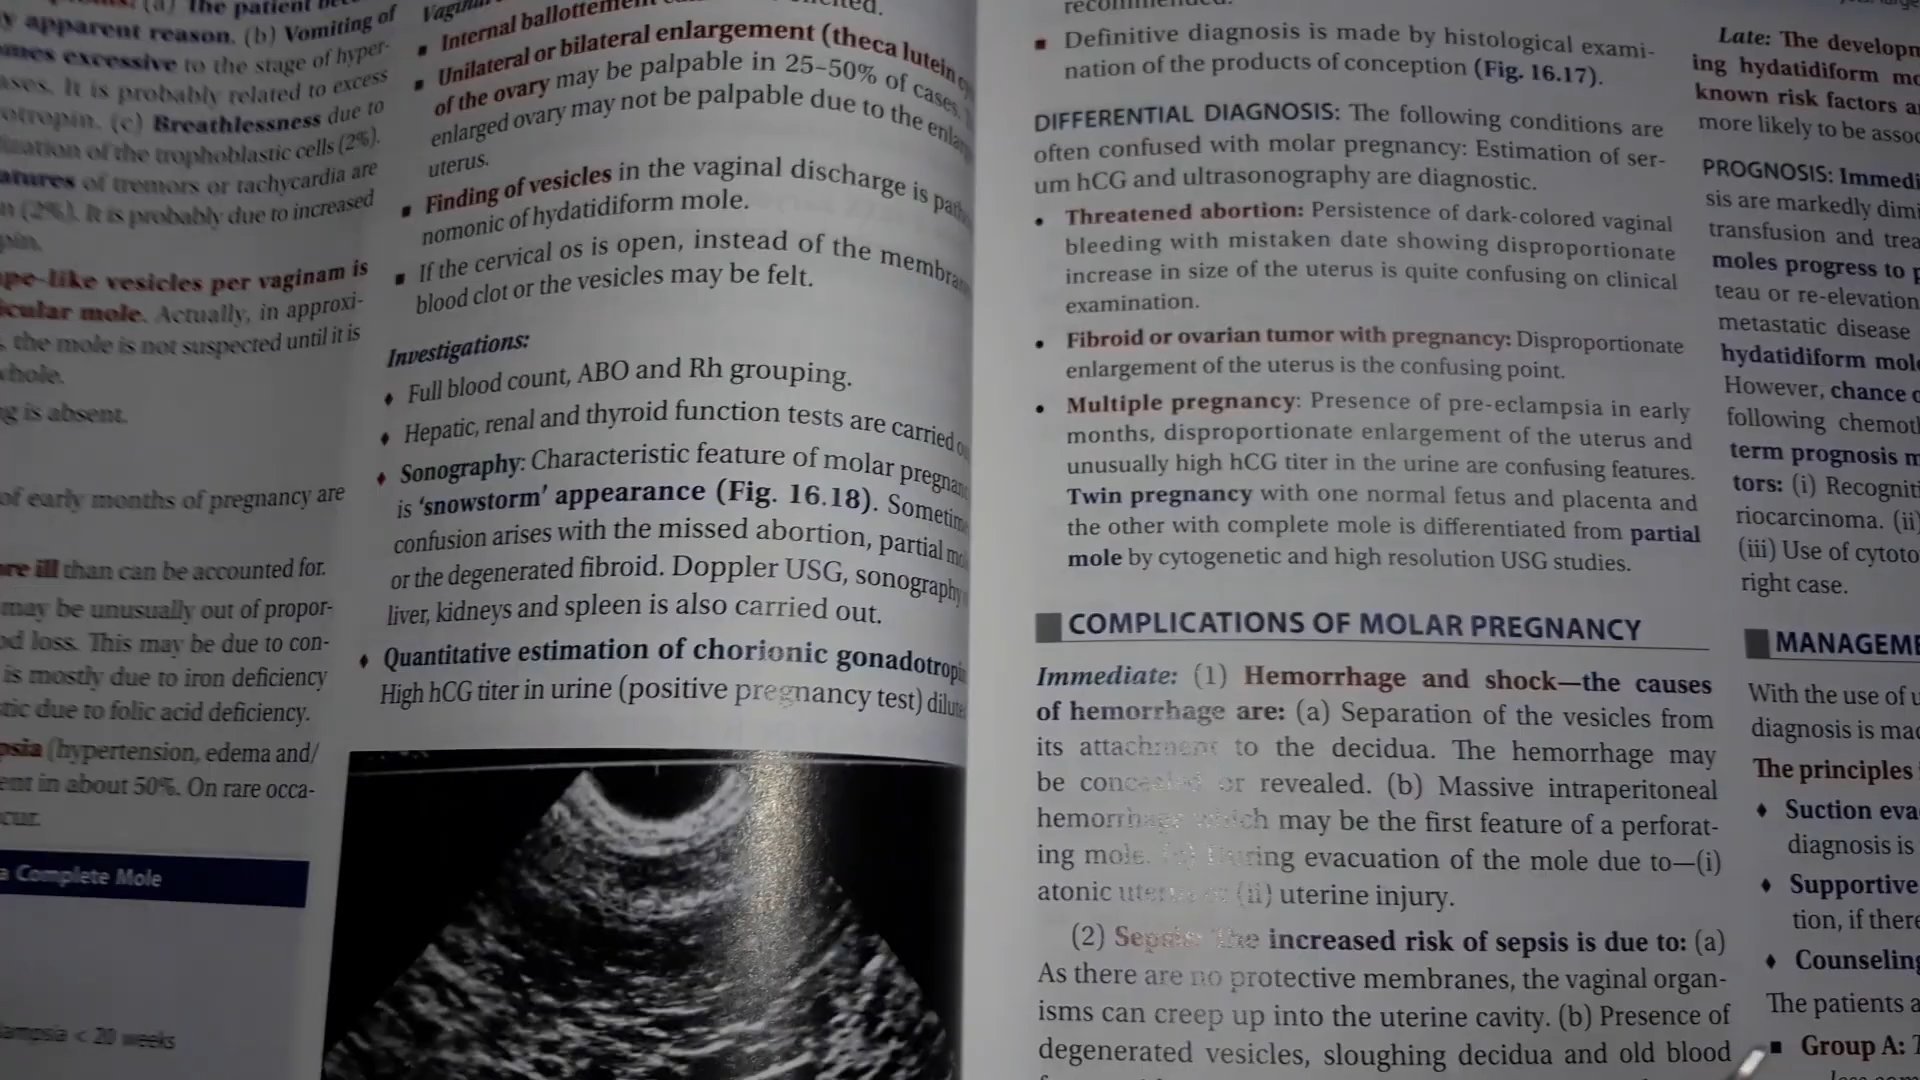 (a) The patient
apparent reason. (b) Vomiting of
excessive to the stage of hyper-
It is probably related to excess
(c) Breathlessness due to
of the trophoblastic cells (2%).
of tremors or tachycardia are
(2%). It is probably due to increased
vesicles per vaginam is
mole. Actually, in approxi-
the mole is not suspected until it is
is absent.
of early months of pregnancy are
ill than can be accounted for.
may be unusually out of propor-
loss. This may be due to con-
is mostly due to iron deficiency
due to folic acid deficiency.
(hypertension, edema and/
in about 50%. On rare occa-
Complete Mole
< 20 weeks
Internal
Unilateral or bilateral enlargement (theca lutein
of the ovary may be palpable in 25–50% of cases.
enlarged ovary may not be palpable due to the
uterus.
Finding of vesicles in the vaginal discharge is
nomonic of hydatidiform mole.
If the cervical os is open, instead of the
blood clot or the vesicles may be felt.
Investigations:
Full blood count, ABO and Rh grouping.
Hepatic, renal and thyroid function tests are carried
Sonography: Characteristic feature of molar
is ‘snowstorm’ appearance (Fig. 16.18).
confusion arises with the missed abortion, partial
or the degenerated fibroid. Doppler USG, sonography
liver, kidneys and spleen is also carried out.
Quantitative estimation of chorionic
High hCG titer in urine (positive pregnancy test)
Definitive diagnosis is made by histological exami-
nation of the products of conception (Fig. 16.17).
DIFFERENTIAL DIAGNOSIS: The following conditions are
often confused with molar pregnancy: Estimation of ser-
um hCG and ultrasonography are diagnostic.
Threatened abortion: Persistence of dark-colored vaginal
bleeding with mistaken date showing disproportionate
increase in size of the uterus is quite confusing on clinical
examination.
Fibroid or ovarian tumor with pregnancy: Disproportionate
enlargement of the uterus is the confusing point.
Multiple pregnancy: Presence of pre-eclampsia in early
months, disproportionate enlargement of the uterus and
unusually high hCG titer in the urine are confusing features.
Twin pregnancy with one normal fetus and placenta and
the other with complete mole is differentiated from partial
mole by cytogenetic and high resolution USG studies.
COMPLICATIONS OF MOLAR PREGNANCY
Immediate: (1) Hemorrhage and shock—the causes
of hemorrhage are: (a) Separation of the vesicles from
its attachment to the decidua. The hemorrhage may
be concealed or revealed. (b) Massive intraperitoneal
hemorrhage which may be the first feature of a perforat-
ing mole. During evacuation of the mole due to—(i)
atonic (ii) uterine injury.
(2) Sepsis: The increased risk of sepsis is due to: (a)
As there are no protective membranes, the vaginal organ-
isms can creep up into the uterine cavity. (b) Presence of
degenerated vesicles, sloughing decidua and old blood
Late: The
ing hydatidiform
known risk factors
more likely to be
PROGNOSIS:
sis are markedly
transfusion and
moles progress to
teau or re-elevation
metastatic disease
hydatidiform
However, chance
following
term prognosis
tors: (i)
riocarcinoma. (ii)
(iii) Use of
right case.
With the use of
diagnosis is
The principles
Suction
diagnosis is
Supportive
tion, if there
Counseling
The patients
Group A: